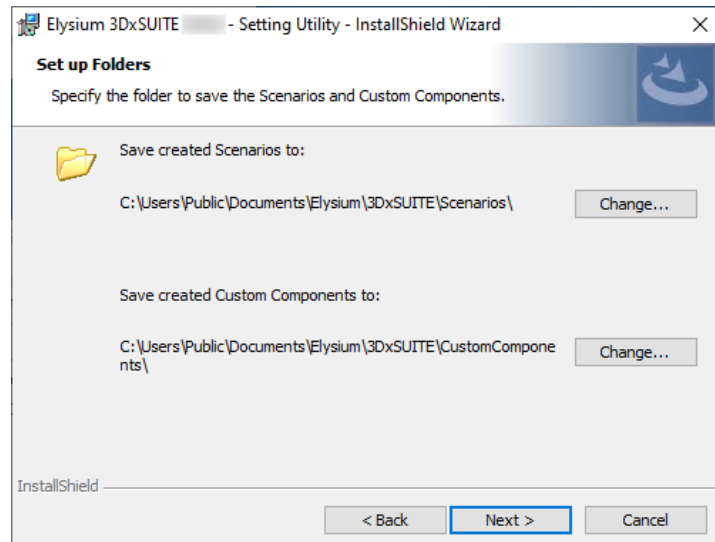 Elysium 3DxSUITE - Setting Utility - InstallShield Wizard
Set up Folders
Specify the folder to save the Scenarios and Custom Components.
Save created Scenarios to:
C:\Users\Public\Documents\Elysium\3DxSUITE\Scenarios\
Change...
Save created Custom Components to:
C:\Users\Public\Documents\Elysium\3DxSUITE\CustomCompone
nts\
Change...
InstallShield
< Back
Next >
Cancel